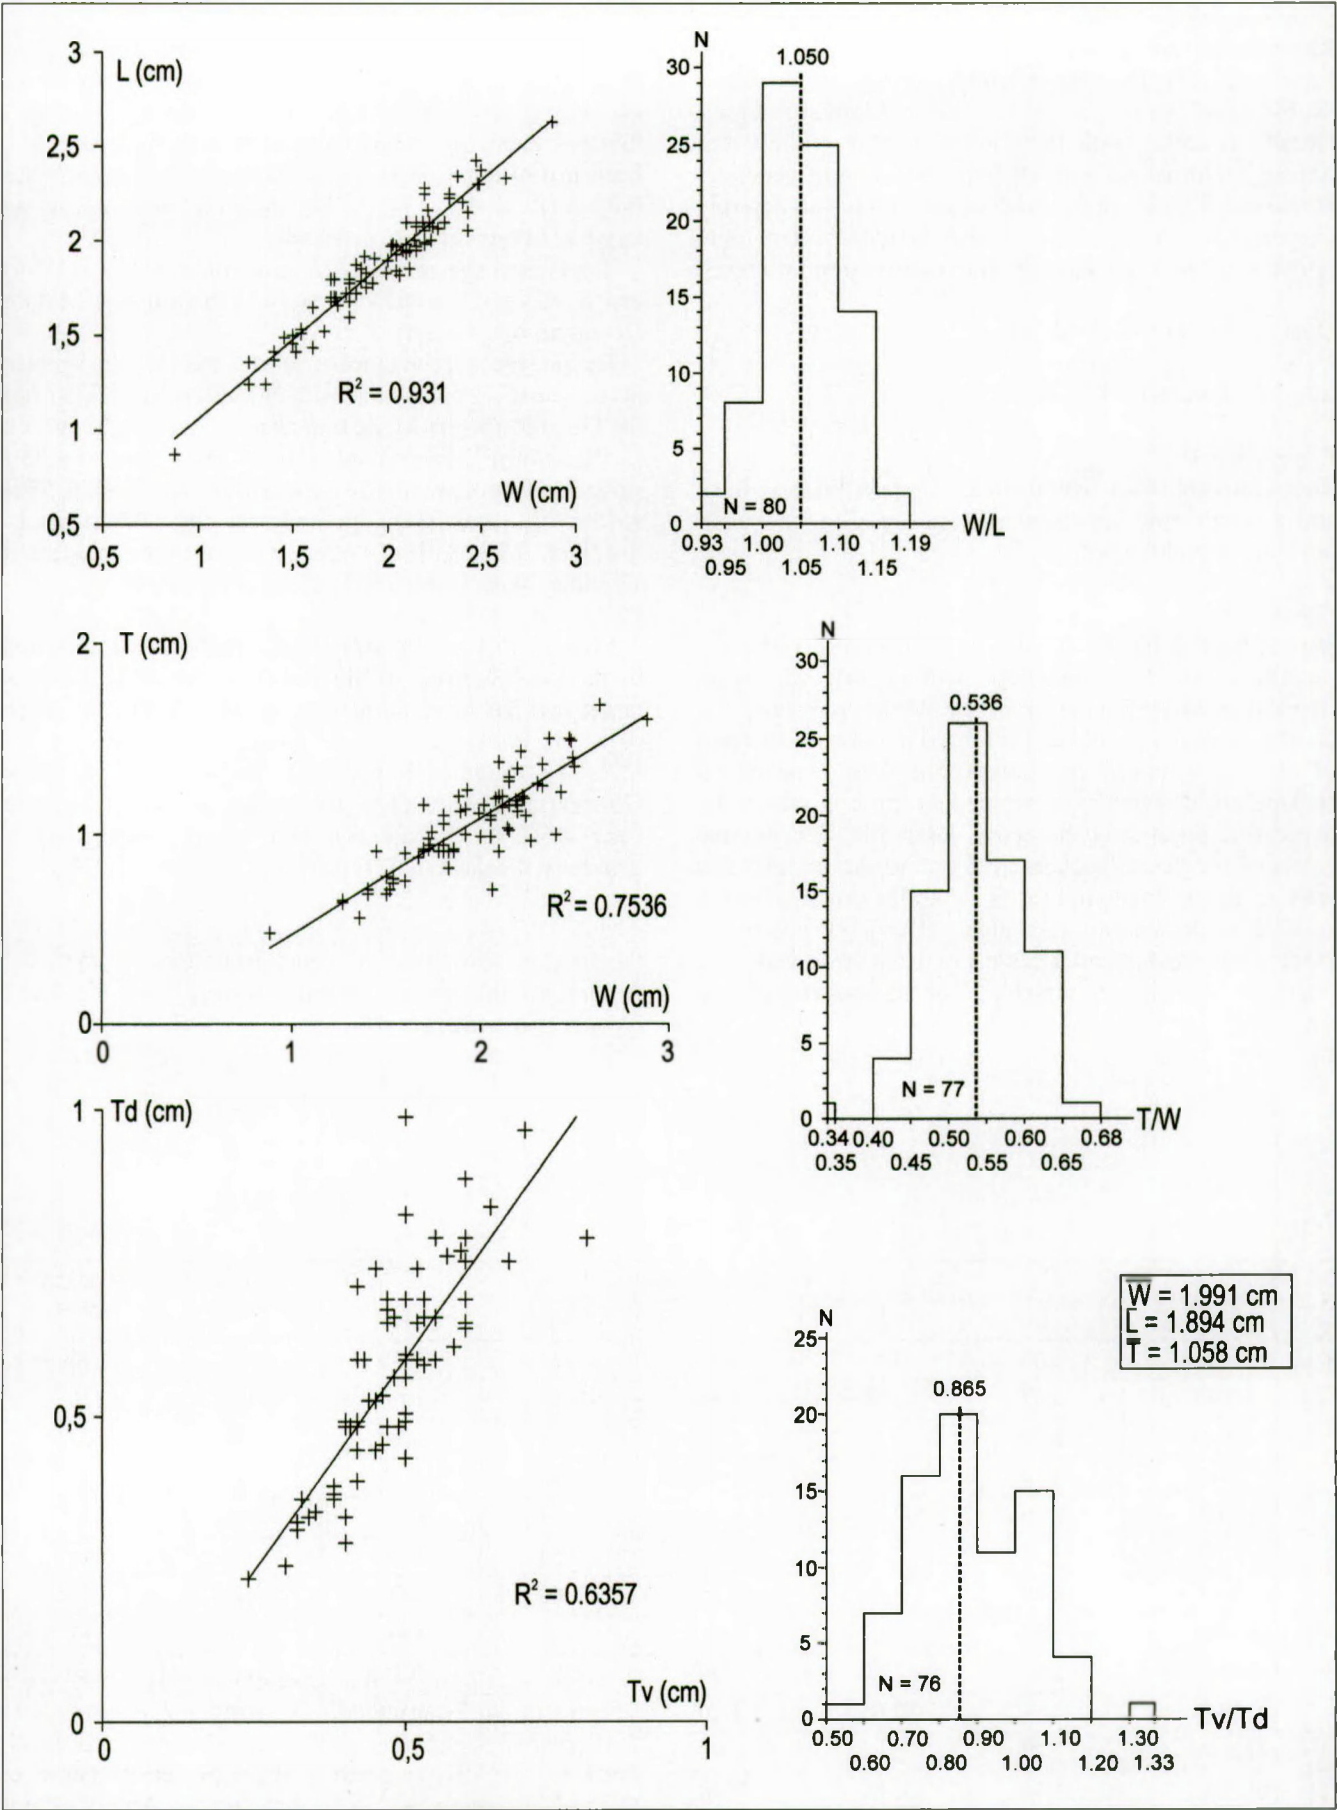 3
L (cm)
2,5
2
1,5
R² = 0.931
1
W (cm)
0,5
0,5 1 1,5 2 2,5 3
N
1.050
30
25
20
15
10
5
N = 80
0
W/L
0.93 1.00 1.10 1.19
0.95 1.05 1.15
2
T (cm)
1
R² = 0.7536
W (cm)
0
0 1 2 3
N
30
0.536
25
20
15
10
5
N = 77
0
T/W
0.34 0.40 0.50 0.60 0.68
0.35 0.45 0.55 0.65
1
Td (cm)
0,5
R² = 0.6357
Tv (cm)
0
0 0,5 1
W = 1.991 cm
L = 1.894 cm
T = 1.058 cm
N
25
0.865
20
15
10
5
N = 76
0
Tv/Td
0.50 0.70 0.90 1.10 1.30
0.60 0.80 1.00 1.20 1.33